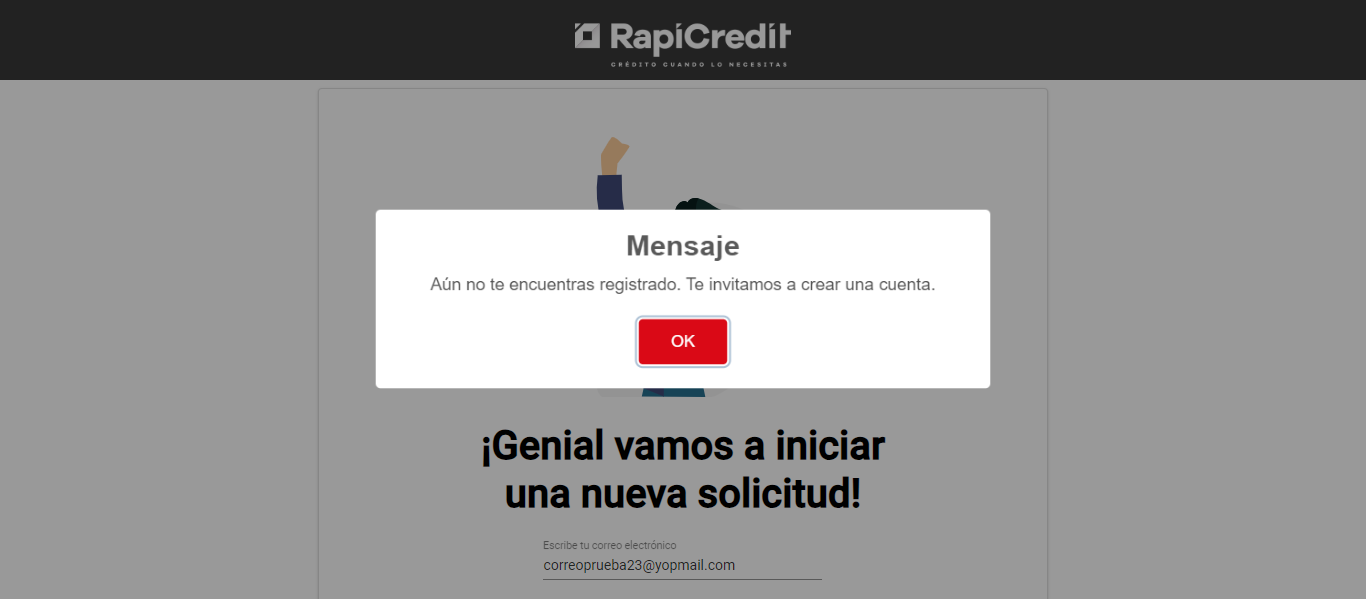 RapiCredit
CRÉDITO CUANDO LO NECESITAS
Mensaje
Aún no te encuentras registrado. Te invitamos a crear una cuenta.
OK
¡Genial vamos a iniciar
una nueva solicitud!
Escribe tu correo electrónico
correoprueba23@yopmail.com